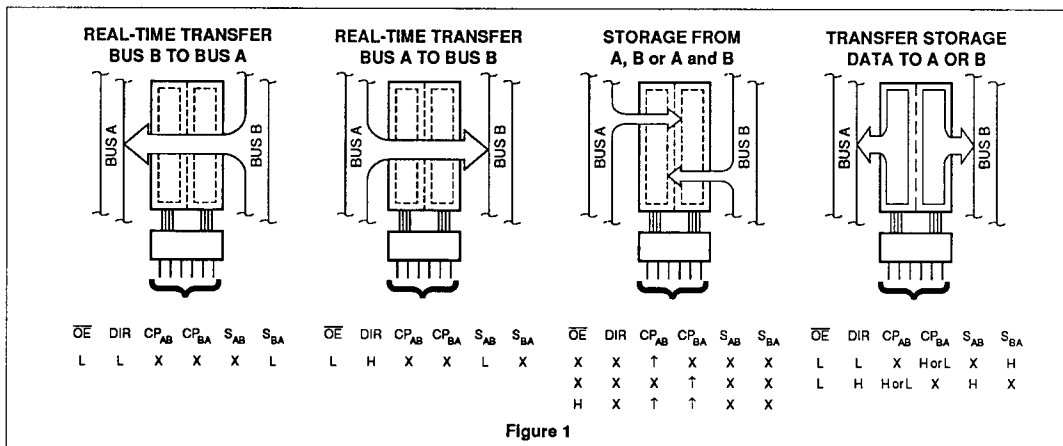 REAL-TIME TRANSFER
BUS B TO BUS A
BUS A
BUS B
OE DIR CPAB CPBA SAB SBA
L L X X X L
REAL-TIME TRANSFER
BUS A TO BUS B
BUS A
BUS B
OE DIR CPAB CPBA SAB SBA
L H X X L X
STORAGE FROM
A, B or A and B
BUS A
BUS B
OE DIR CPAB CPBA SAB SBA
X X ↑ X X X
X X X ↑ X X
H X ↑ ↑ X X
TRANSFER STORAGE
DATA TO A OR B
BUS A
BUS B
OE DIR CPAB CPBA SAB SBA
L L X H or L X H
L H H or L X H X
Figure 1